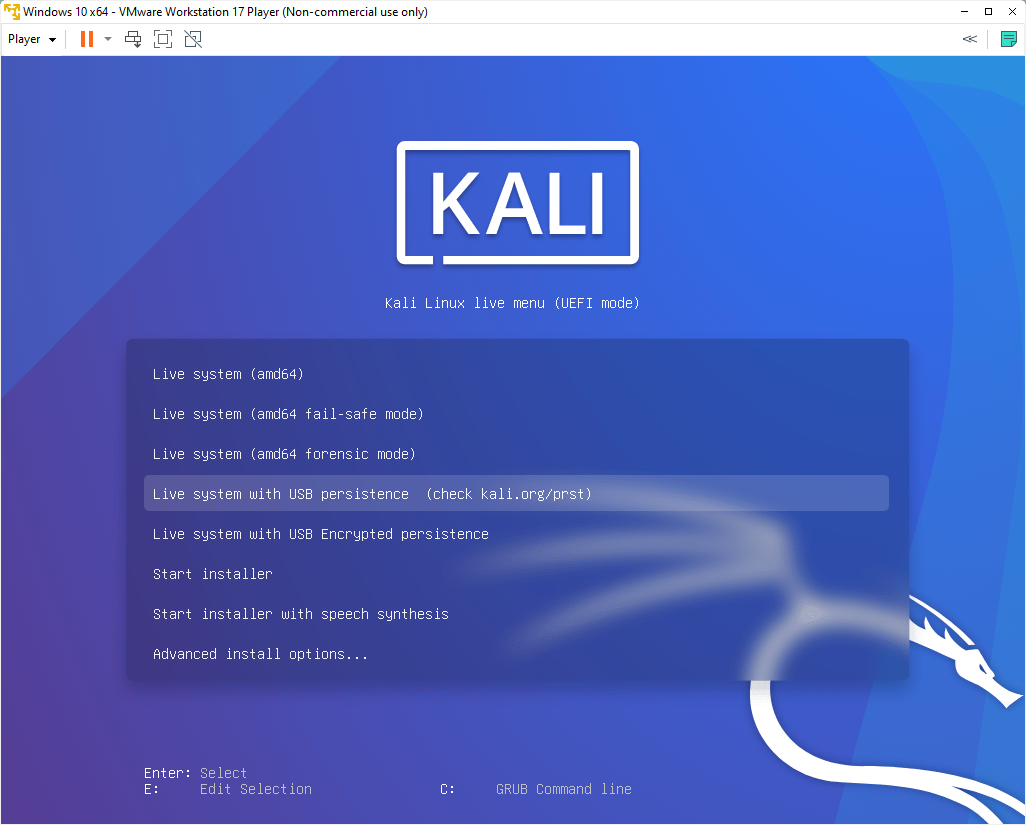 Windows 10 x64 - VMware Workstation 17 Player (Non-commercial use only)
Player
KALI
Kali Linux live menu (UEFI mode)
Live system (amd64)
Live system (amd64 fail-safe mode)
Live system (amd64 forensic mode)
Live system with USB persistence (check kali.org/prst)
Live system with USB Encrypted persistence
Start installer
Start installer with speech synthesis
Advanced install options...
Enter: Select
E: Edit Selection C: GRUB Command line